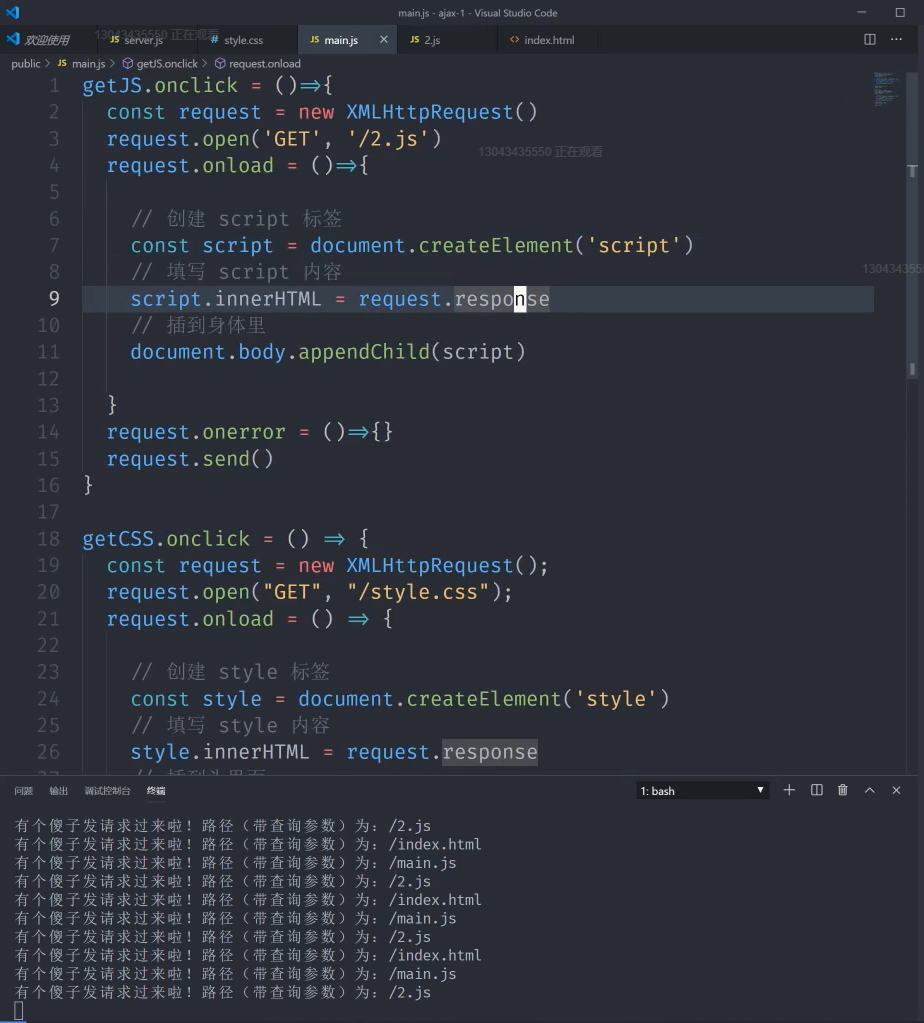 main.js - ajax-1 - Visual Studio Code
欢迎使用 server.js style.css JS main.js JS 2.js index.html
13043435550 正在观看
public > JS main.js > getJS.onclick > request.onload
1 getJS.onclick = ()=>{
2 const request = new XMLHttpRequest()
3 request.open('GET', '/2.js')
13043435550 正在观看
4 request.onload = ()=>{
5
6 // 创建 script 标签
7 const script = document.createElement('script')
8 // 填写 script 内容
1304343555
9 script.innerHTML = request.response
10 // 插到身体里
11 document.body.appendChild(script)
12
13 }
14 request.onerror = ()=>{}
15 request.send()
16 }
17
18 getCSS.onclick = () => {
19 const request = new XMLHttpRequest();
20 request.open("GET", "/style.css");
21 request.onload = () => {
22
23 // 创建 style 标签
24 const style = document.createElement('style')
25 // 填写 style 内容
26 style.innerHTML = request.response
27 // 插到头里面
问题 输出 调试控制台 终端 1: bash
有个傻子发请求过来啦！路径（带查询参数）为：/2.js
有个傻子发请求过来啦！路径（带查询参数）为：/index.html
有个傻子发请求过来啦！路径（带查询参数）为：/main.js
有个傻子发请求过来啦！路径（带查询参数）为：/2.js
有个傻子发请求过来啦！路径（带查询参数）为：/index.html
有个傻子发请求过来啦！路径（带查询参数）为：/main.js
有个傻子发请求过来啦！路径（带查询参数）为：/2.js
有个傻子发请求过来啦！路径（带查询参数）为：/index.html
有个傻子发请求过来啦！路径（带查询参数）为：/main.js
有个傻子发请求过来啦！路径（带查询参数）为：/2.js